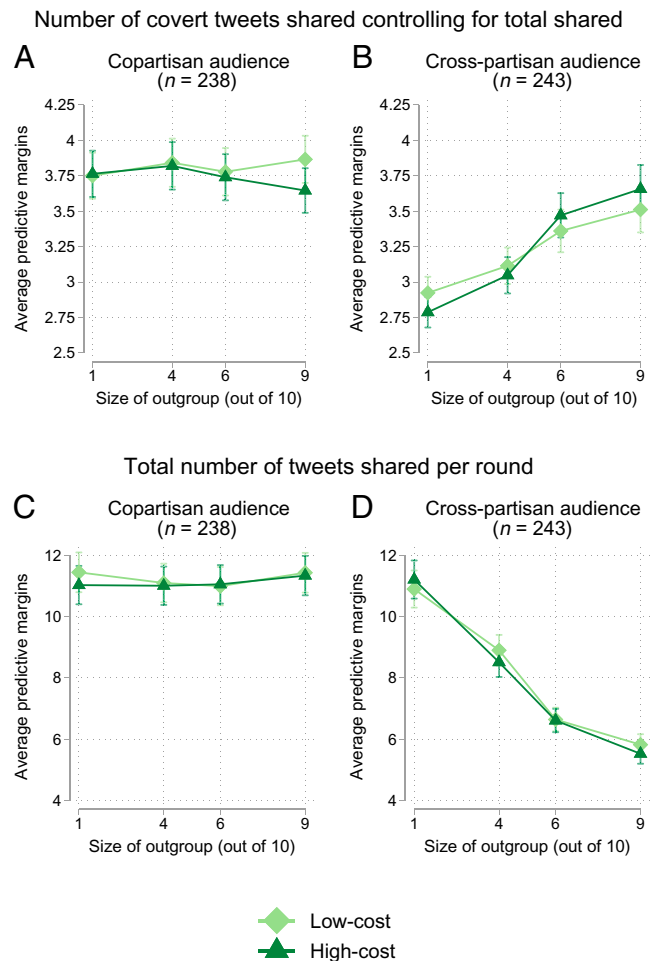 Number of covert tweets shared controlling for total shared
A
Copartisan audience
(n = 238)
Average predictive margins
4.25
4
3.75
3.5
3.25
3
2.75
2.5
1
4
6
9
Size of outgroup (out of 10)
B
Cross-partisan audience
(n = 243)
Average predictive margins
4.25
4
3.75
3.5
3.25
3
2.75
2.5
1
4
6
9
Size of outgroup (out of 10)
Total number of tweets shared per round
C
Copartisan audience
(n = 238)
Average predictive margins
12
10
8
6
4
1
4
6
9
Size of outgroup (out of 10)
D
Cross-partisan audience
(n = 243)
Average predictive margins
12
10
8
6
4
1
4
6
9
Size of outgroup (out of 10)
Low-cost
High-cost